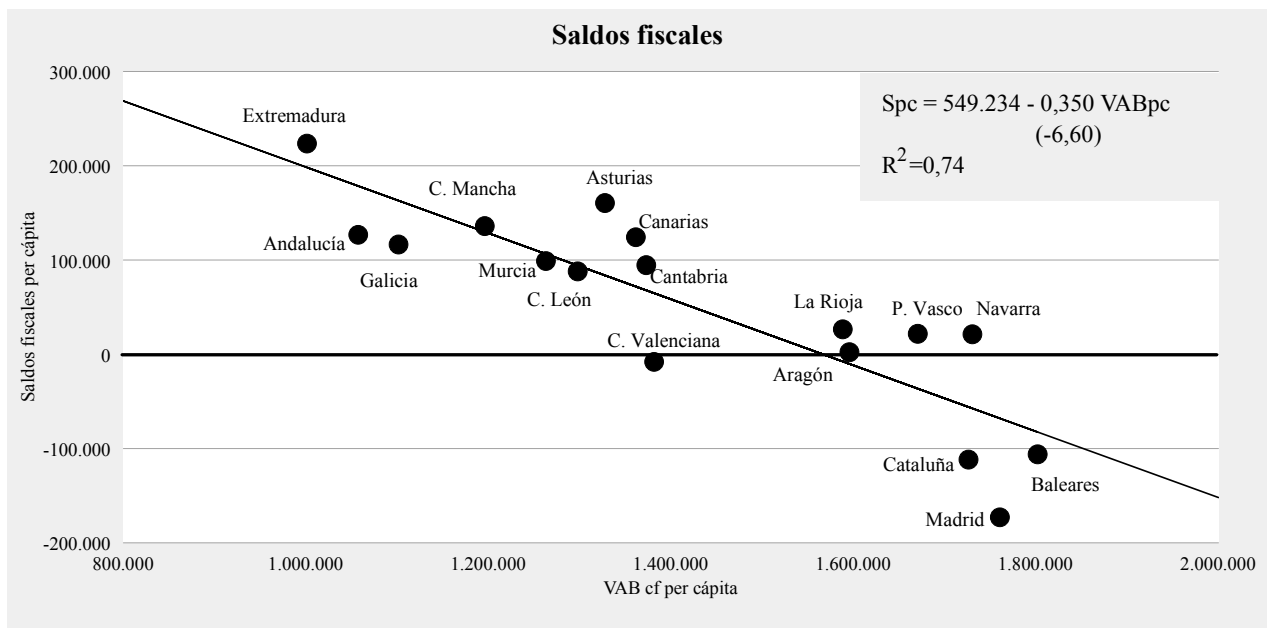 Saldos fiscales
300.000
200.000
100.000
0
-100.000
-200.000
Saldos fiscales per cápita
Spc = 549.234 - 0,350 VABpc
(-6,60)
R2=0,74
Extremadura
Andalucía
Galicia
C. Mancha
Murcia
C. León
Asturias
Canarias
Cantabria
C. Valenciana
La Rioja
Aragón
P. Vasco
Navarra
Cataluña
Baleares
Madrid
800.000
1.000.000
1.200.000
1.400.000
1.600.000
1.800.000
2.000.000
VAB cf per cápita